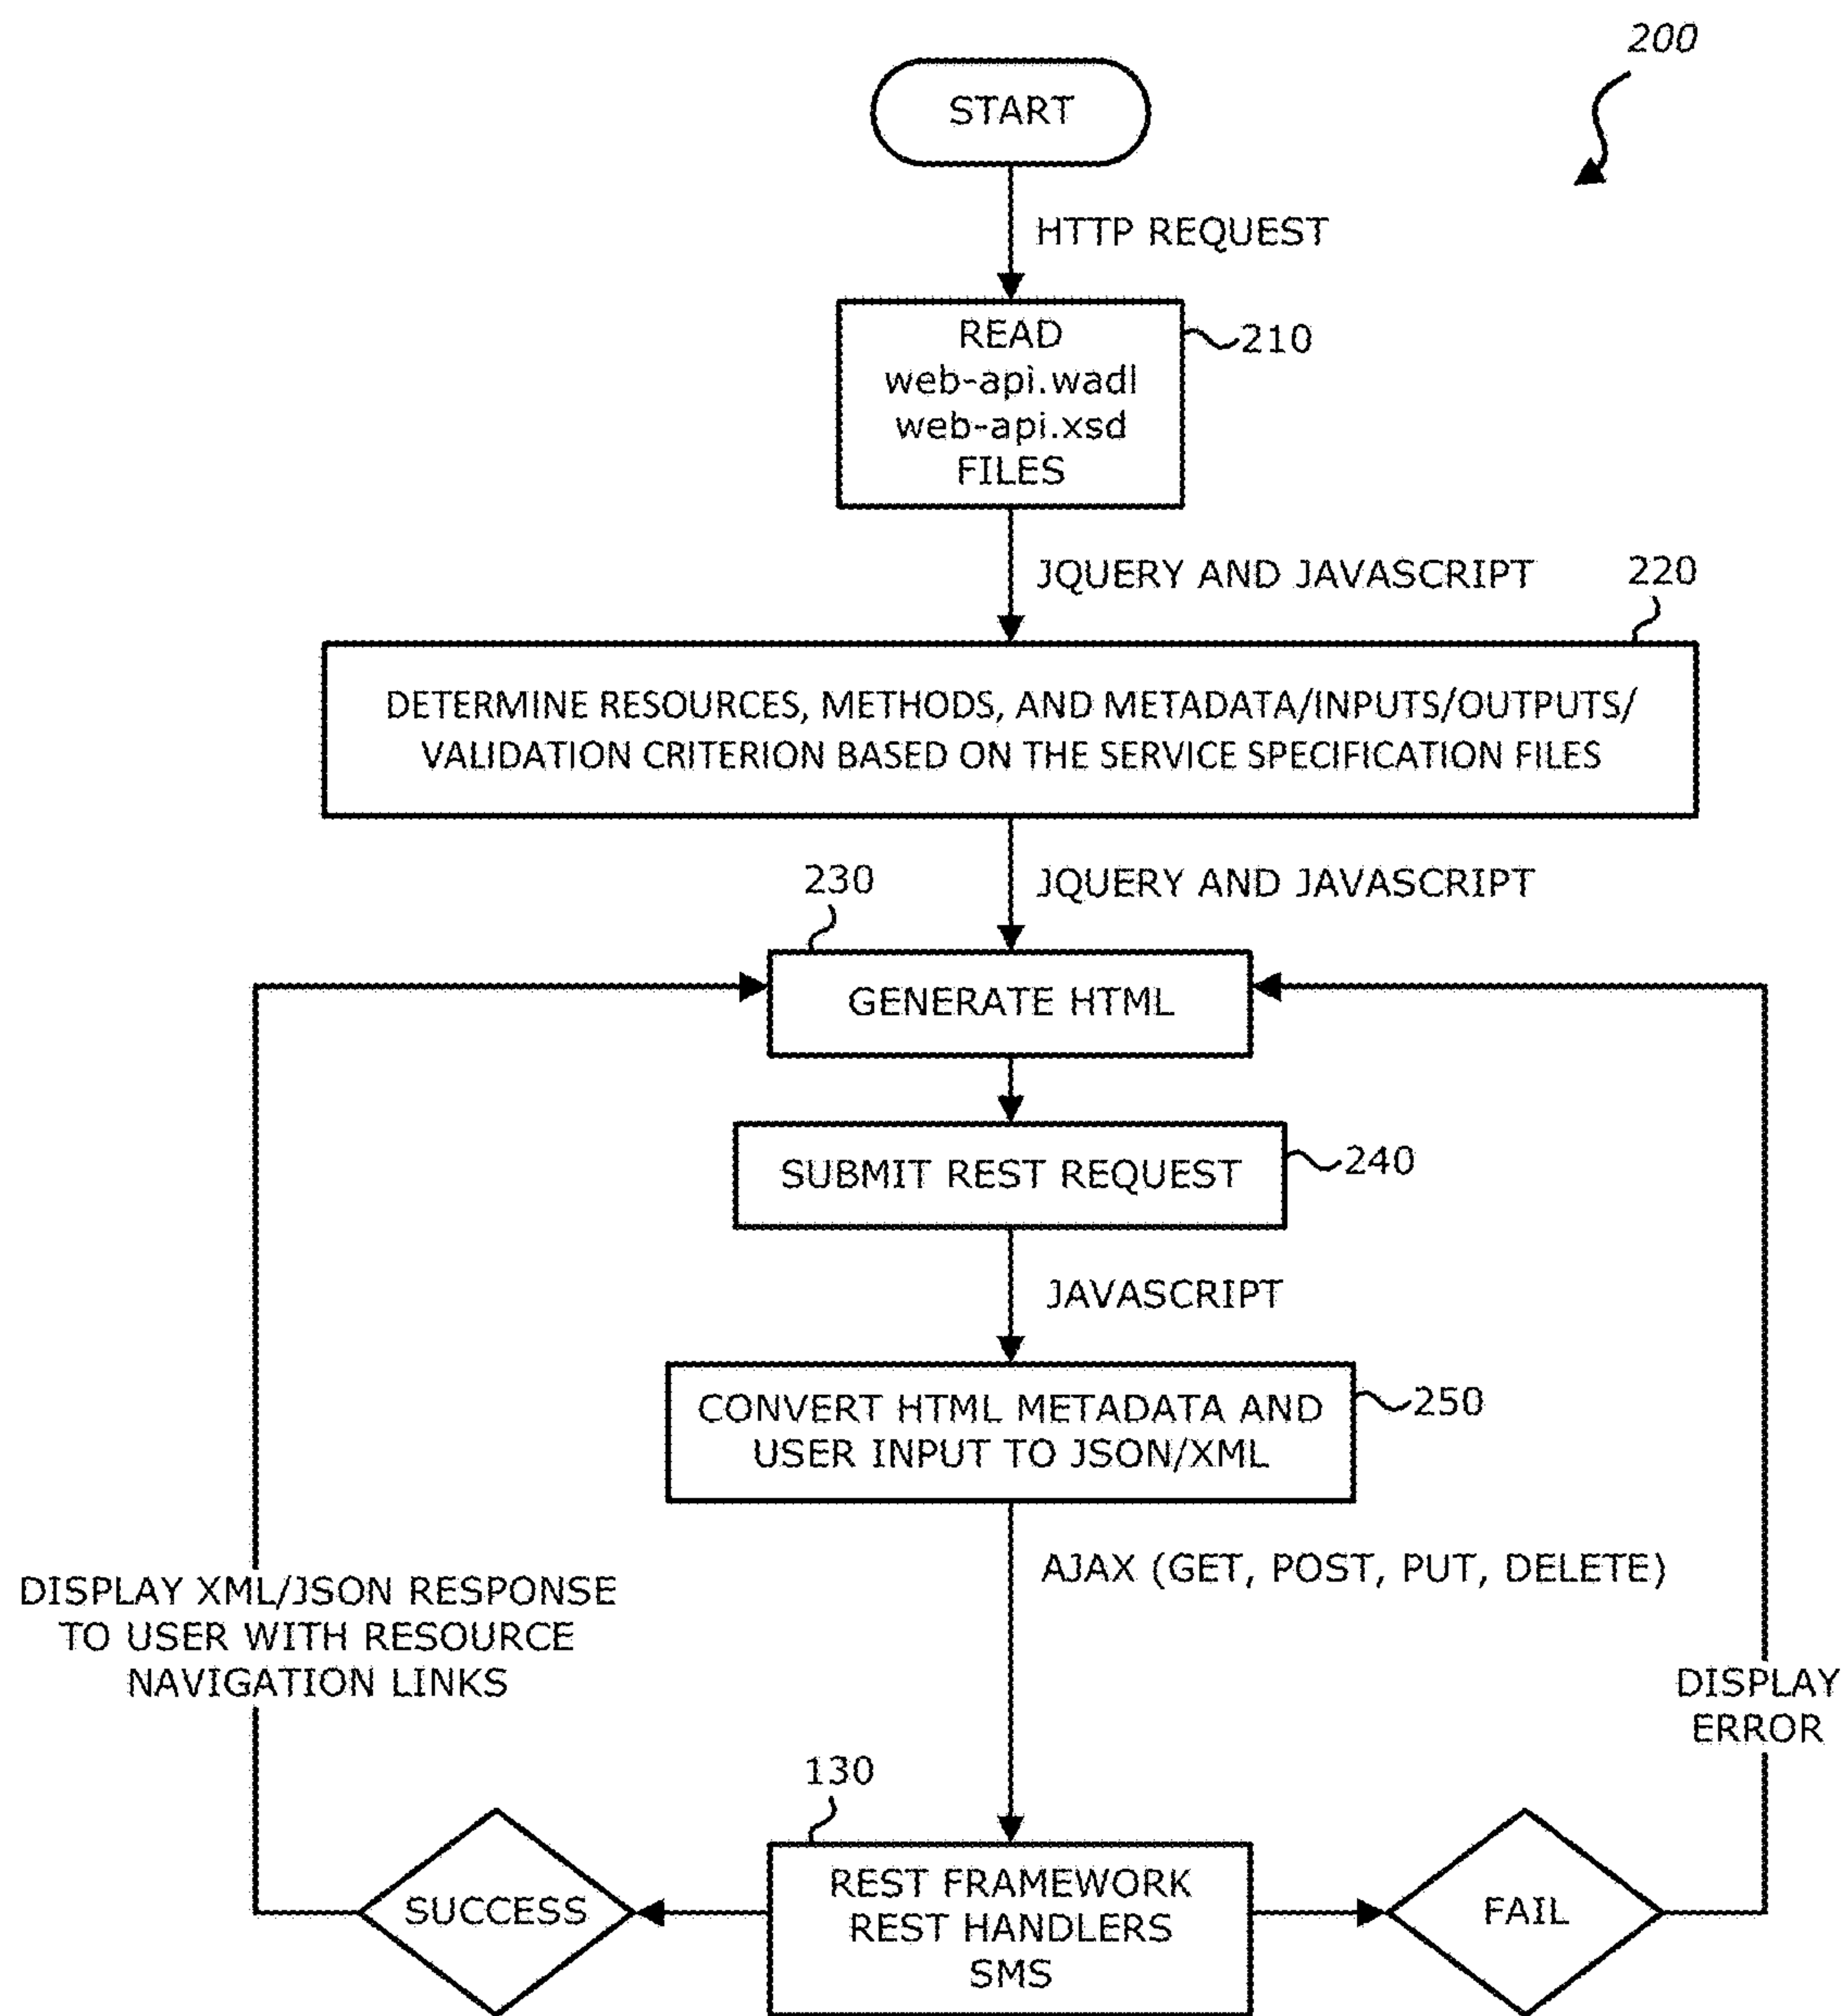 200
START
HTTP REQUEST
READ
web-api.wadl
web-api.xsd
FILES
210
JQUERY AND JAVASCRIPT
220
DETERMINE RESOURCES, METHODS, AND METADATA/INPUTS/OUTPUTS/
VALIDATION CRITERION BASED ON THE SERVICE SPECIFICATION FILES
230
JQUERY AND JAVASCRIPT
GENERATE HTML
SUBMIT REST REQUEST
240
JAVASCRIPT
CONVERT HTML METADATA AND
USER INPUT TO JSON/XML
250
AJAX (GET, POST, PUT, DELETE)
DISPLAY XML/JSON RESPONSE
TO USER WITH RESOURCE
NAVIGATION LINKS
DISPLAY
ERROR
130
SUCCESS
REST FRAMEWORK
REST HANDLERS
SMS
FAIL